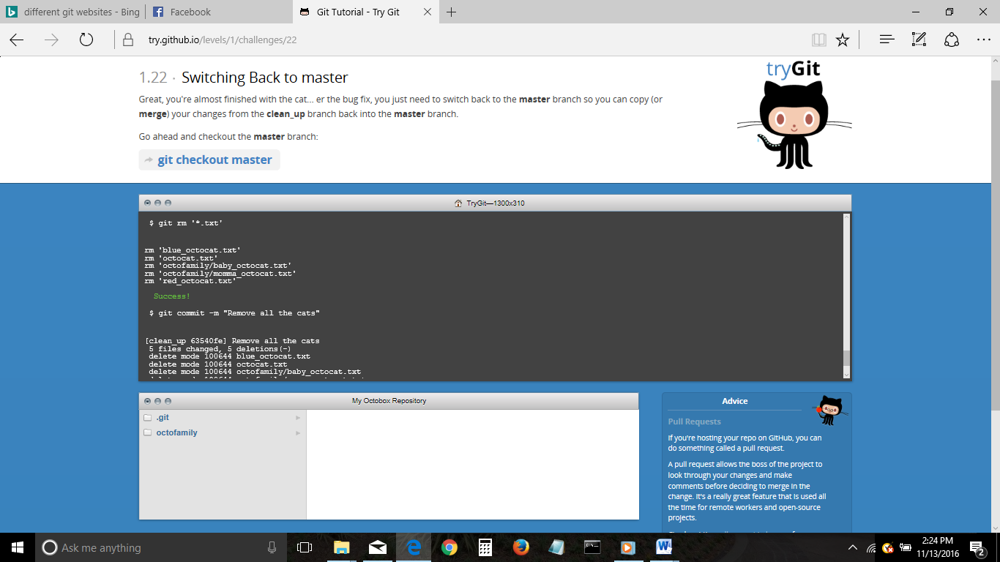 different git websites - Bing
Facebook
Git Tutorial - Try Git
try.github.io/levels/1/challenges/22
1.22 · Switching Back to master
Great, you're almost finished with the cat... er the bug fix, you just need to switch back to the master branch so you can copy (or
merge) your changes from the clean_up branch back into the master branch.
Go ahead and checkout the master branch:
git checkout master
tryGit
TryGit—1300x310
$ git rm '*.txt'
rm 'blue_octocat.txt'
rm 'octocat.txt'
rm 'octofamily/baby_octocat.txt'
rm 'octofamily/momma_octocat.txt'
rm 'red_octocat.txt'
Success!
$ git commit -m "Remove all the cats"
[clean_up 63540fe] Remove all the cats
5 files changed, 5 deletions(-)
delete mode 100644 blue_octocat.txt
delete mode 100644 octocat.txt
delete mode 100644 octofamily/baby_octocat.txt
My Octobox Repository
.git
octofamily
Advice
Pull Requests
If you're hosting your repo on GitHub, you can
do something called a pull request.
A pull request allows the boss of the project to
look through your changes and make
comments before deciding to merge in the
change. It's a really great feature that is used all
the time for remote workers and open-source
projects.
Ask me anything
2:24 PM
11/13/2016
2